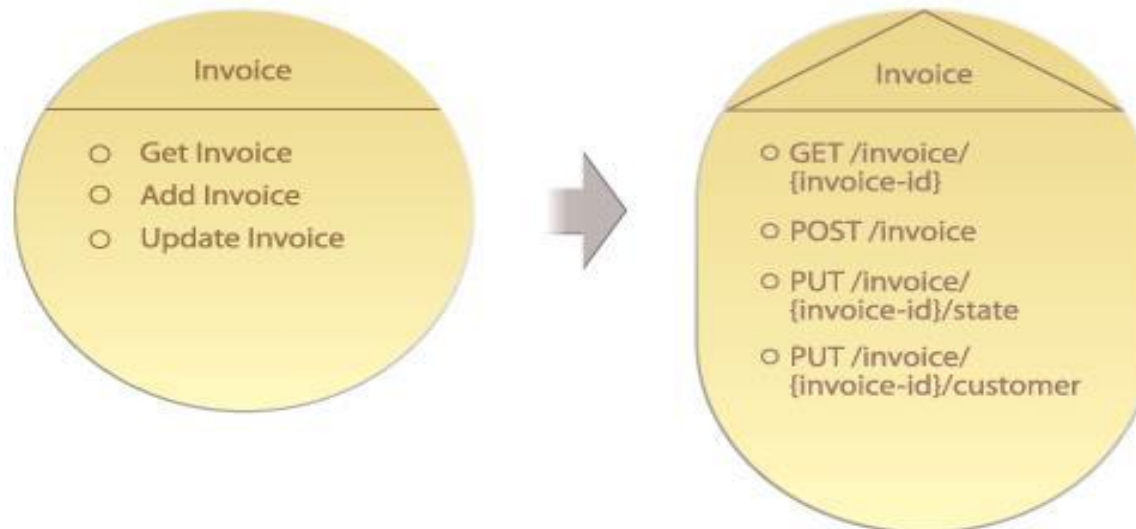 Invoice
Get Invoice
Add Invoice
Update Invoice
Invoice
GET /invoice/
{invoice-id}
POST /invoice
PUT /invoice/
{invoice-id}/state
PUT /invoice/
{invoice-id}/customer